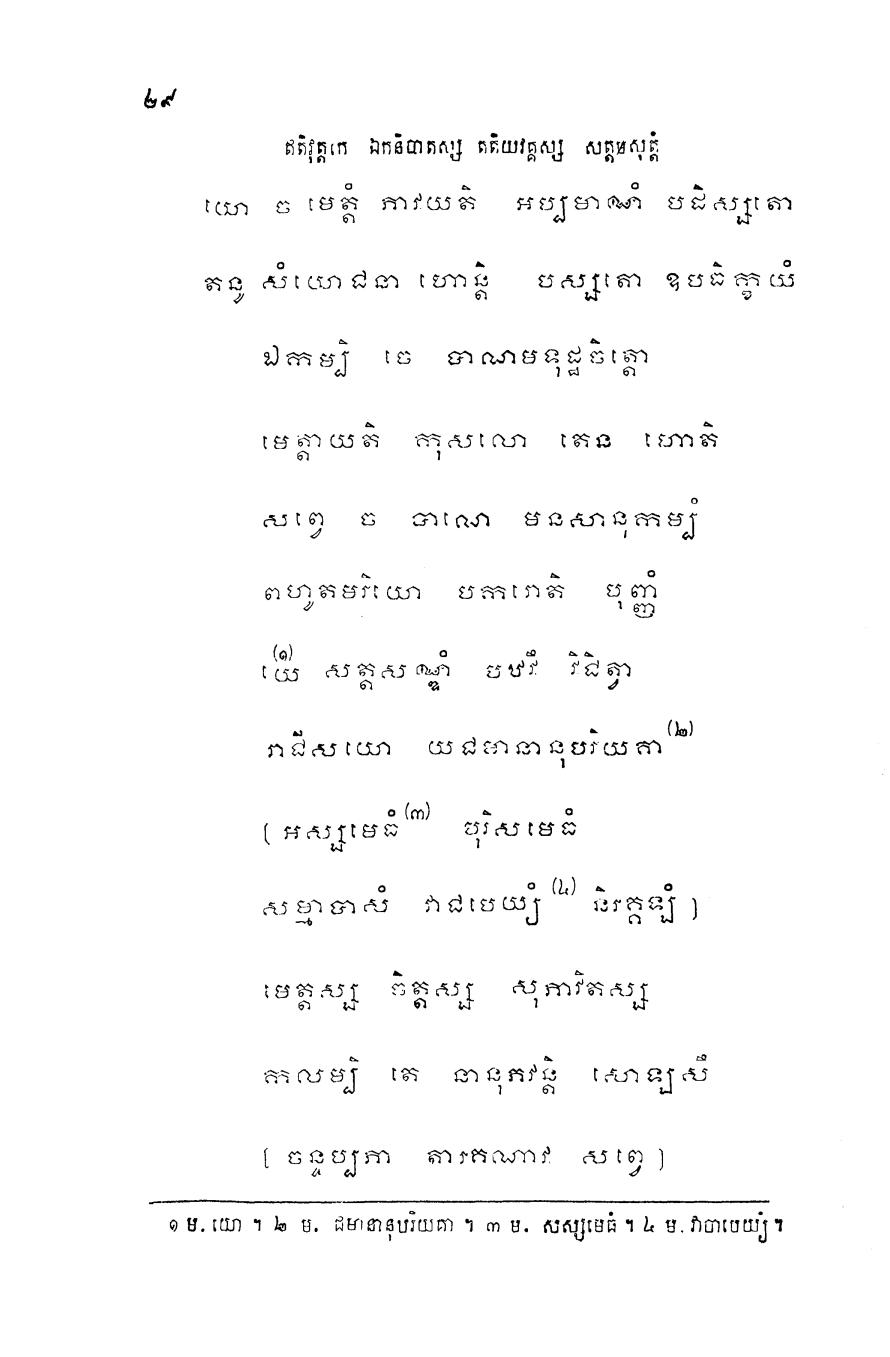 ២៩
ឥតិវុត្តកេ ឯកនិបាតស្ស តតិយវគ្គស្ស សត្តមសុត្តំ
យោ ច មេត្តំ ភាវយតិ អប្បមាណំ បដិស្សតោ
តនូ សំយោជនា ហោន្តិ បស្សតោ ឧបធិក្ខយំ
ឯកម្បិ ចេ បាណមទុដ្ឋចិត្តោ
មេត្តាយតិ កុសលោ តេន ហោតិ
សព្វេ ច បាណេ មនសានុកម្បំ
ពហូតមរិយោ បករោតិ បុញ្ញំ
(១) យេ សត្តសណ្ឌំ បឋវឹ វិជិត្វា
រាជីសយោ យជមានានុបរិយគា (២)
( អស្សមេធំ (៣) បុរិសមេធំ
សម្មាបាសំ វាជបេយ្យំ (៤) និរគ្គឡំ )
មេត្តស្ស ចិត្តស្ស សុភាវិតស្ស
កលម្បិ តេ នានុភវន្តិ សោឡសឹ
( ចន្ទប្បភា តារគណាវ សព្វេ )
១ ម. យោ ។ ២ ម. ជមានានុបរិយគា ។ ៣ ម. សស្សមេធំ ។ ៤ ម. វាចាបេយ្យំ ។